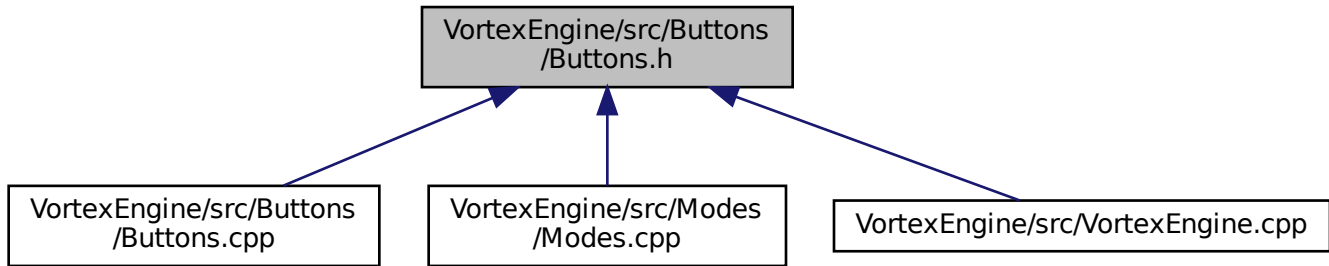 VortexEngine/src/Buttons
/Buttons.h
VortexEngine/src/Buttons
/Buttons.cpp
VortexEngine/src/Modes
/Modes.cpp
VortexEngine/src/VortexEngine.cpp